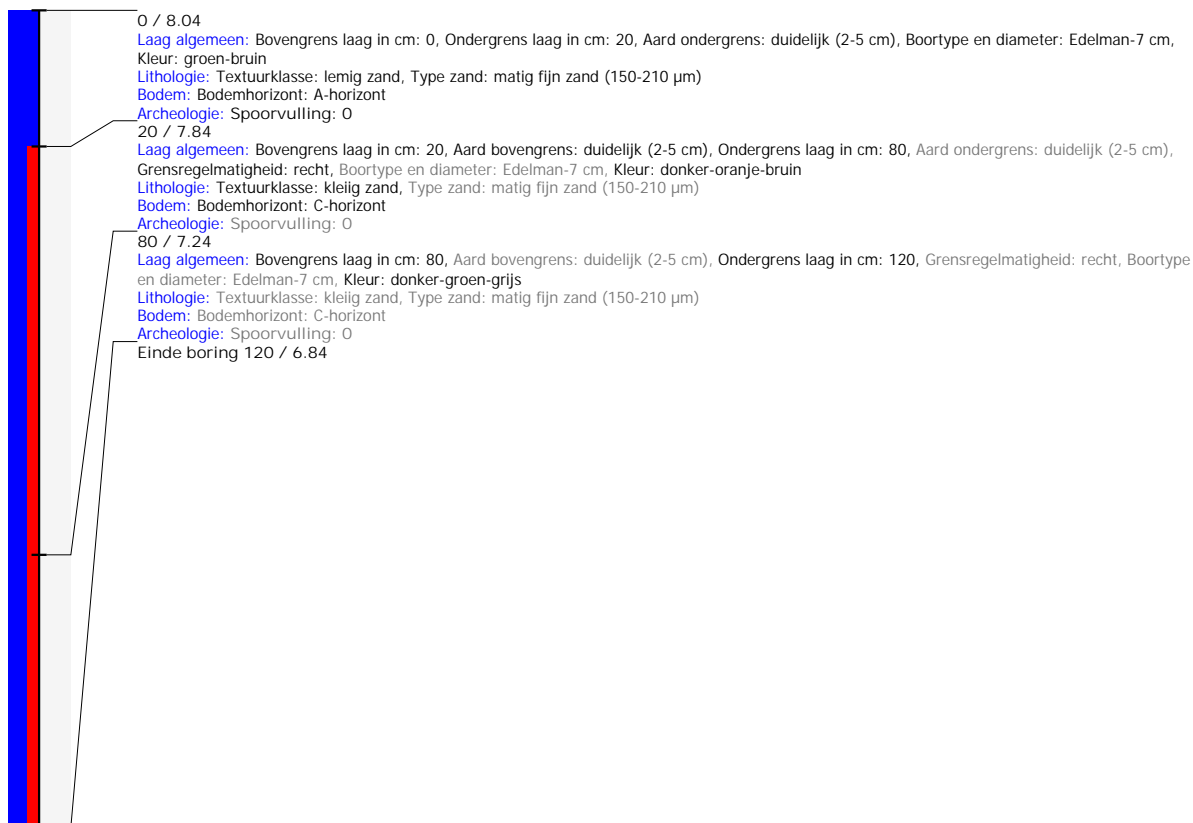 0 / 8.04
Laag algemeen: Bovengrens laag in cm: 0, Ondergrens laag in cm: 20, Aard ondergrens: duidelijk (2-5 cm), Boortype en diameter: Edelman-7 cm,
Kleur: groen-bruin
Lithologie: Textuurklasse: lemig zand, Type zand: matig fijn zand (150-210 µm)
Bodem: Bodemhorizont: A-horizont
Archeologie: Spoorvulling: 0
20 / 7.84
Laag algemeen: Bovengrens laag in cm: 20, Aard bovengrens: duidelijk (2-5 cm), Ondergrens laag in cm: 80, Aard ondergrens: duidelijk (2-5 cm),
Grensregelmatigheid: recht, Boortype en diameter: Edelman-7 cm, Kleur: donker-oranje-bruin
Lithologie: Textuurklasse: kleiig zand, Type zand: matig fijn zand (150-210 µm)
Bodem: Bodemhorizont: C-horizont
Archeologie: Spoorvulling: 0
80 / 7.24
Laag algemeen: Bovengrens laag in cm: 80, Aard bovengrens: duidelijk (2-5 cm), Ondergrens laag in cm: 120, Grensregelmatigheid: recht, Boortype
en diameter: Edelman-7 cm, Kleur: donker-groen-grijs
Lithologie: Textuurklasse: kleiig zand, Type zand: matig fijn zand (150-210 µm)
Bodem: Bodemhorizont: C-horizont
Archeologie: Spoorvulling: 0
Einde boring 120 / 6.84